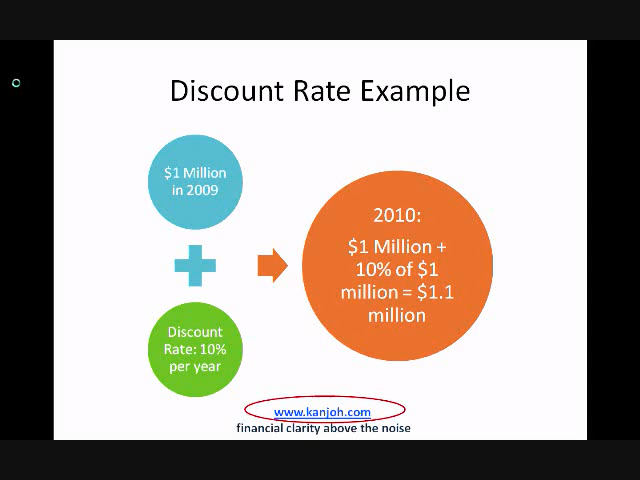 Discount Rate Example
$1 Million
in 2009
Discount
Rate: 10%
per year
2010:
$1 Million +
10% of $1
million = $1.1
million
www.kanjoh.com
financial clarity above the noise